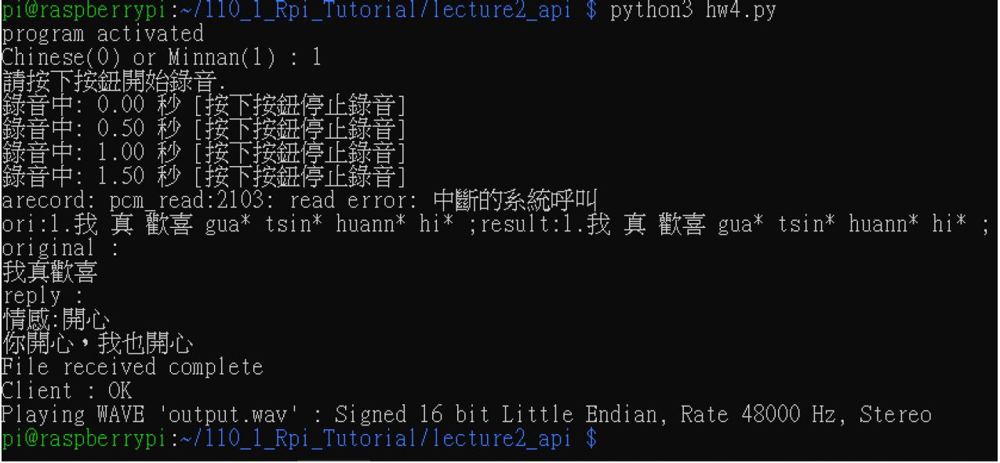 pi@raspberrypi:~/110_1_Rpi_Tutorial/lecture2_api $ python3 hw4.py
program activated
Chinese(0) or Minnan(1) : 1
請按下按鈕開始錄音.
錄音中: 0.00 秒 [按下按鈕停止錄音]
錄音中: 0.50 秒 [按下按鈕停止錄音]
錄音中: 1.00 秒 [按下按鈕停止錄音]
錄音中: 1.50 秒 [按下按鈕停止錄音]
arecord: pcm_read:2103: read error: 中斷的系統呼叫
ori:1.我 真 歡喜 gua* tsin* huann* hi* ;result:1.我 真 歡喜 gua* tsin* huann* hi* ;
original :
我真歡喜
reply :
情感:開心
你開心，我也開心
File received complete
Client : OK
Playing WAVE 'output.wav' : Signed 16 bit Little Endian, Rate 48000 Hz, Stereo
pi@raspberrypi:~/110_1_Rpi_Tutorial/lecture2_api $